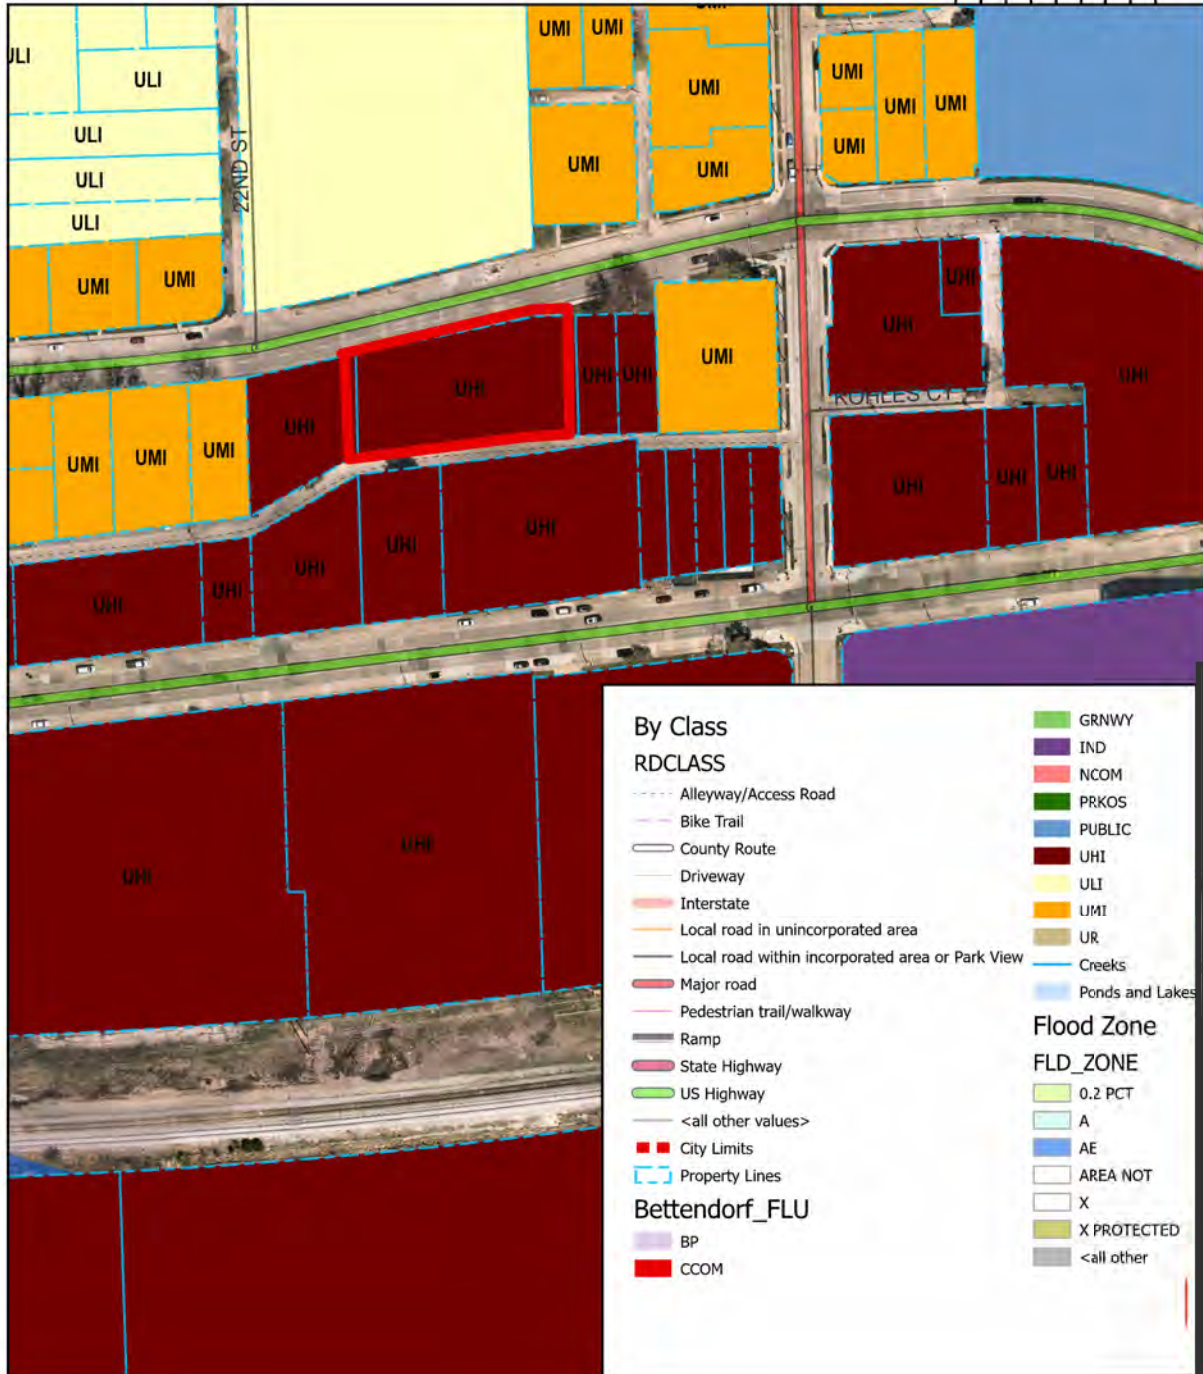 UMI
UMI
JLI
ULI
UMI
UMI
UMI
UMI
UMI
ULI
UMI
UMI
UMI
ULI
22ND ST
ULI
UMI
UMI
UHI
UHI
UHI
UMI
UHI
UHI
UHI
UHI
KOHLES CT
UHI
UMI
UMI
UMI
UHI
UHI
UHI
UHI
UHI
UHI
UHI
UHI
UHI
UHI
UHI
By Class
RDCLASS
Alleyway/Access Road
Bike Trail
County Route
Driveway
Interstate
Local road in unincorporated area
Local road within incorporated area or Park View
Major road
Pedestrian trail/walkway
Ramp
State Highway
US Highway
<all other values>
City Limits
Property Lines
Bettendorf_FLU
BP
CCOM
GRNWY
IND
NCOM
PRKOS
PUBLIC
UHI
ULI
UMI
UR
Creeks
Ponds and Lakes
Flood Zone
FLD_ZONE
0.2 PCT
A
AE
AREA NOT
X
X PROTECTED
<all other